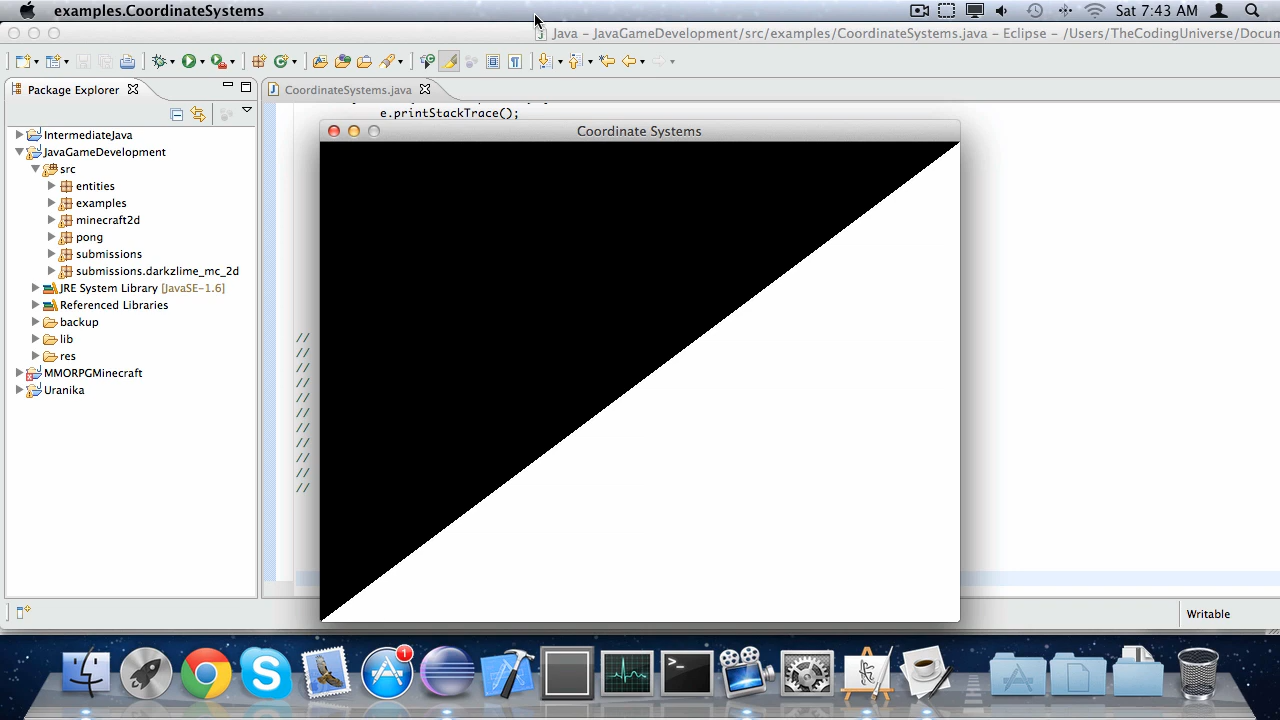 examples.CoordinateSystems
Sat 7:43 AM
Java – JavaGameDevelopment/src/examples/CoordinateSystems.java – Eclipse – /Users/TheCodingUniverse/Docum
Package Explorer
CoordinateSystems.java
e.printStackTrace();
Coordinate Systems
IntermediateJava
JavaGameDevelopment
src
entities
examples
minecraft2d
pong
submissions
submissions.darkzlime_mc_2d
JRE System Library [JavaSE-1.6]
Referenced Libraries
backup
lib
res
MMORPGMinecraft
Uranika
//
//
//
//
//
//
//
//
//
//
//
Writable
1